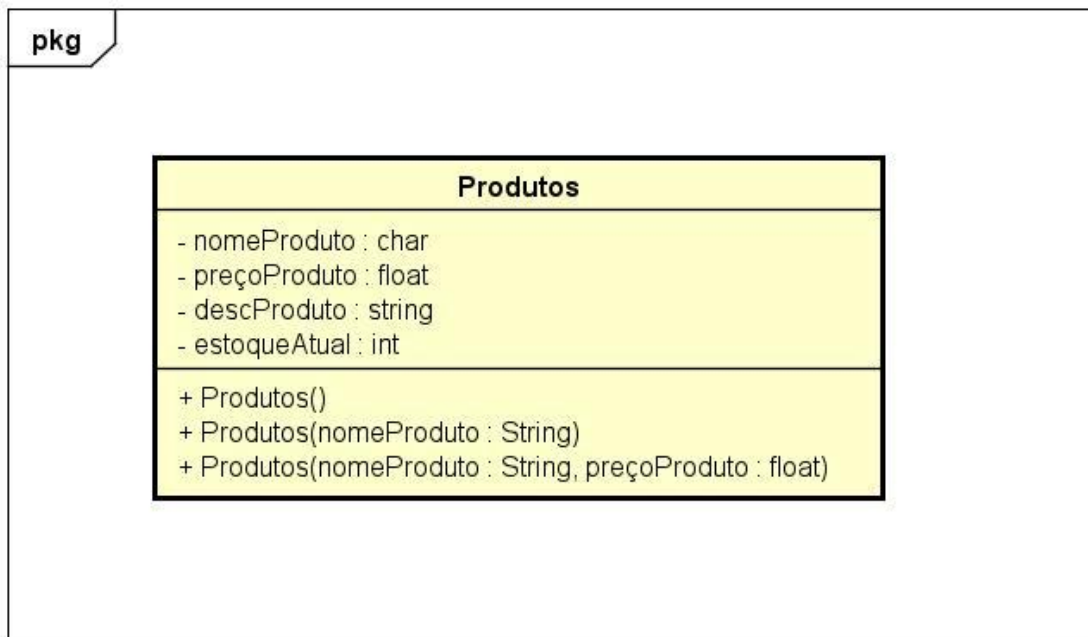 pkg
Produtos
- nomeProduto : char
- preçoProduto : float
- descProduto : string
- estoqueAtual : int
+ Produtos()
+ Produtos(nomeProduto : String)
+ Produtos(nomeProduto : String, preçoProduto : float)